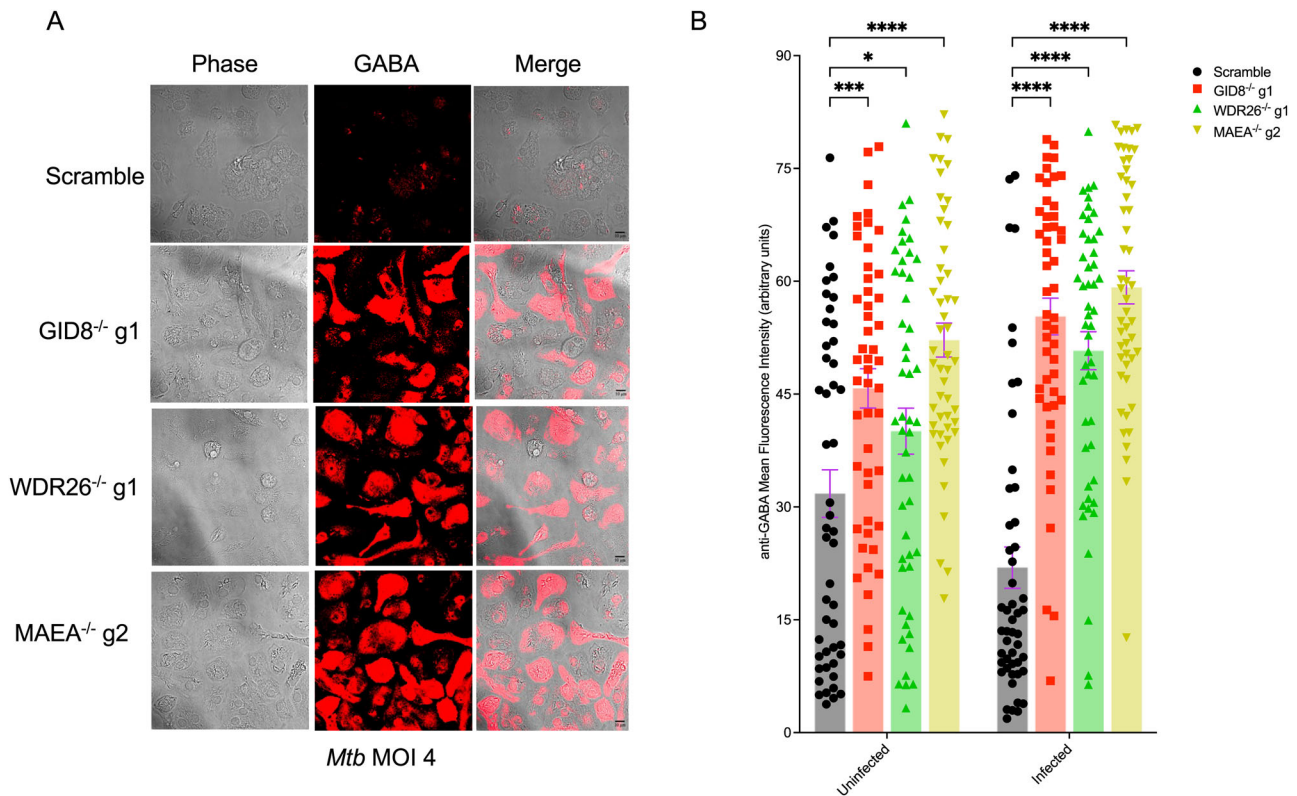 A
Phase GABA Merge
Scramble
GID8-/- g1
WDR26-/- g1
MAEA-/- g2
Mtb MOI 4
B
**** ****
* ****
*** ****
Scramble
GID8-/- g1
WDR26-/- g1
MAEA-/- g2
anti-GABA Mean Fluorescence Intensity (arbitrary units)
90
75
60
45
30
15
0
Uninfected
Infected